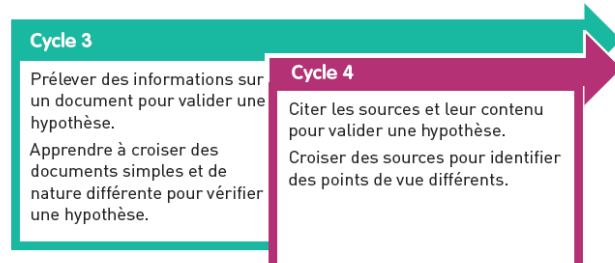 Cycle 3
Prélever des informations sur
un document pour valider une
hypothèse.
Apprendre à croiser des
documents simples et de
nature différente pour vérifier
une hypothèse.
Cycle 4
Citer les sources et leur contenu
pour valider une hypothèse.
Croiser des sources pour identifier
des points de vue différents.